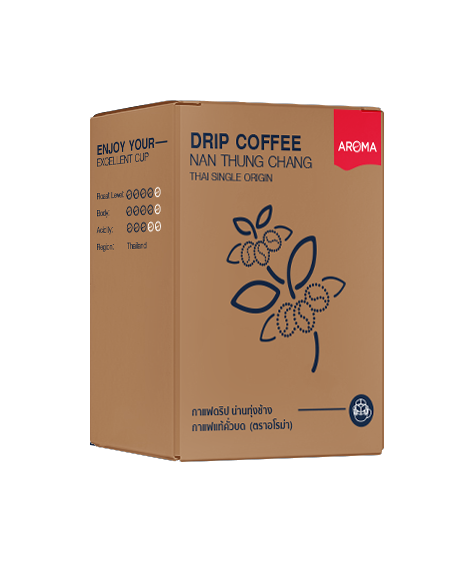 ENJOY YOUR—
EXCELLENT CUP
Roast Level:
Body:
Acidity:
Region: Thailand
DRIP COFFEE
NAN THUNG CHANG
THAI SINGLE ORIGIN
AROMA
กาแฟดริป น่านทุ่งช้าง
กาแฟแท้คั่วบด (ตราอโรม่า)